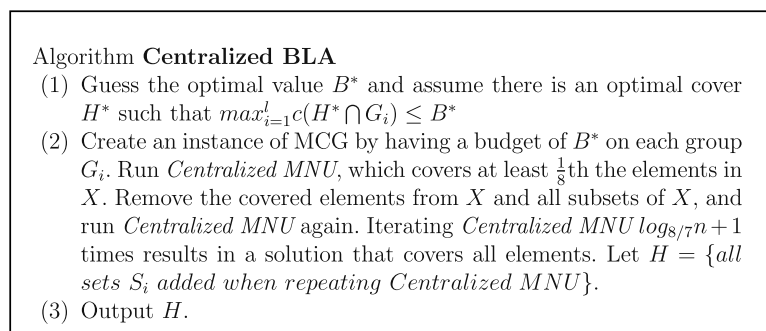 Algorithm Centralized BLA
(1) Guess the optimal value B* and assume there is an optimal cover
H* such that max_{i=1}^{l} c(H* ⋂ G_i) ≤ B*
(2) Create an instance of MCG by having a budget of B* on each group
G_i. Run Centralized MNU, which covers at least 1/8th the elements in
X. Remove the covered elements from X and all subsets of X, and
run Centralized MNU again. Iterating Centralized MNU log_{8/7}n + 1
times results in a solution that covers all elements. Let H = {all
sets S_i added when repeating Centralized MNU}.
(3) Output H.